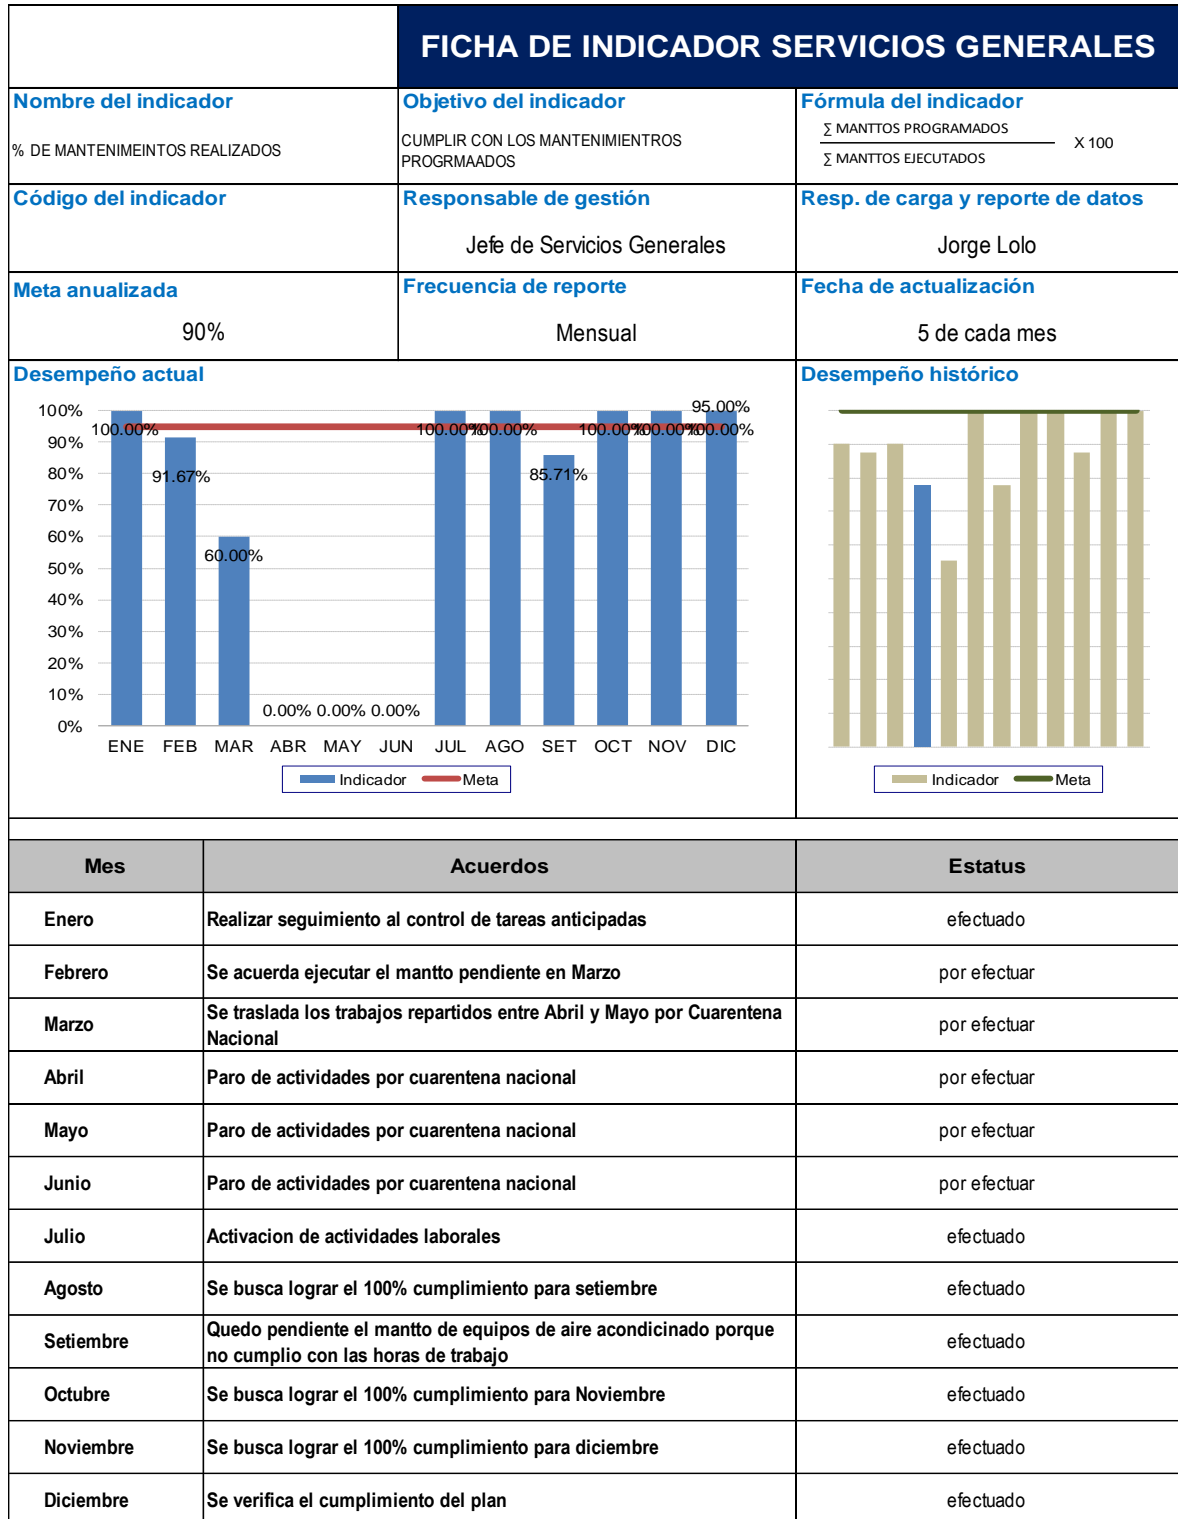 FICHA DE INDICADOR SERVICIOS GENERALES
Nombre del indicador
% DE MANTENIMEINTOS REALIZADOS
Objetivo del indicador
CUMPLIR CON LOS MANTENIMIENTROS
PROGRMAADOS
Fórmula del indicador
∑ MANTTOS PROGRAMADOS
∑ MANTTOS EJECUTADOS
X 100
Código del indicador
Responsable de gestión
Jefe de Servicios Generales
Resp. de carga y reporte de datos
Jorge Lolo
Meta anualizada
90%
Frecuencia de reporte
Mensual
Fecha de actualización
5 de cada mes
Desempeño actual
100%
90%
80%
70%
60%
50%
40%
30%
20%
10%
0%
100.00%
91.67%
60.00%
0.00% 0.00% 0.00%
100.00%
100.00%
85.71%
100.00%
100.00%
100.00%
95.00%
ENE FEB MAR ABR MAY JUN JUL AGO SET OCT NOV DIC
Indicador Meta
Desempeño histórico
Indicador Meta
Mes Acuerdos Estatus
Enero Realizar seguimiento al control de tareas anticipadas efectuado
Febrero Se acuerda ejecutar el mantto pendiente en Marzo por efectuar
Marzo Se traslada los trabajos repartidos entre Abril y Mayo por Cuarentena
Nacional por efectuar
Abril Paro de actividades por cuarentena nacional por efectuar
Mayo Paro de actividades por cuarentena nacional por efectuar
Junio Paro de actividades por cuarentena nacional por efectuar
Julio Activacion de actividades laborales efectuado
Agosto Se busca lograr el 100% cumplimiento para setiembre efectuado
Setiembre Quedo pendiente el mantto de equipos de aire acondicinado porque
no cumplio con las horas de trabajo efectuado
Octubre Se busca lograr el 100% cumplimiento para Noviembre efectuado
Noviembre Se busca lograr el 100% cumplimiento para diciembre efectuado
Diciembre Se verifica el cumplimiento del plan efectuado